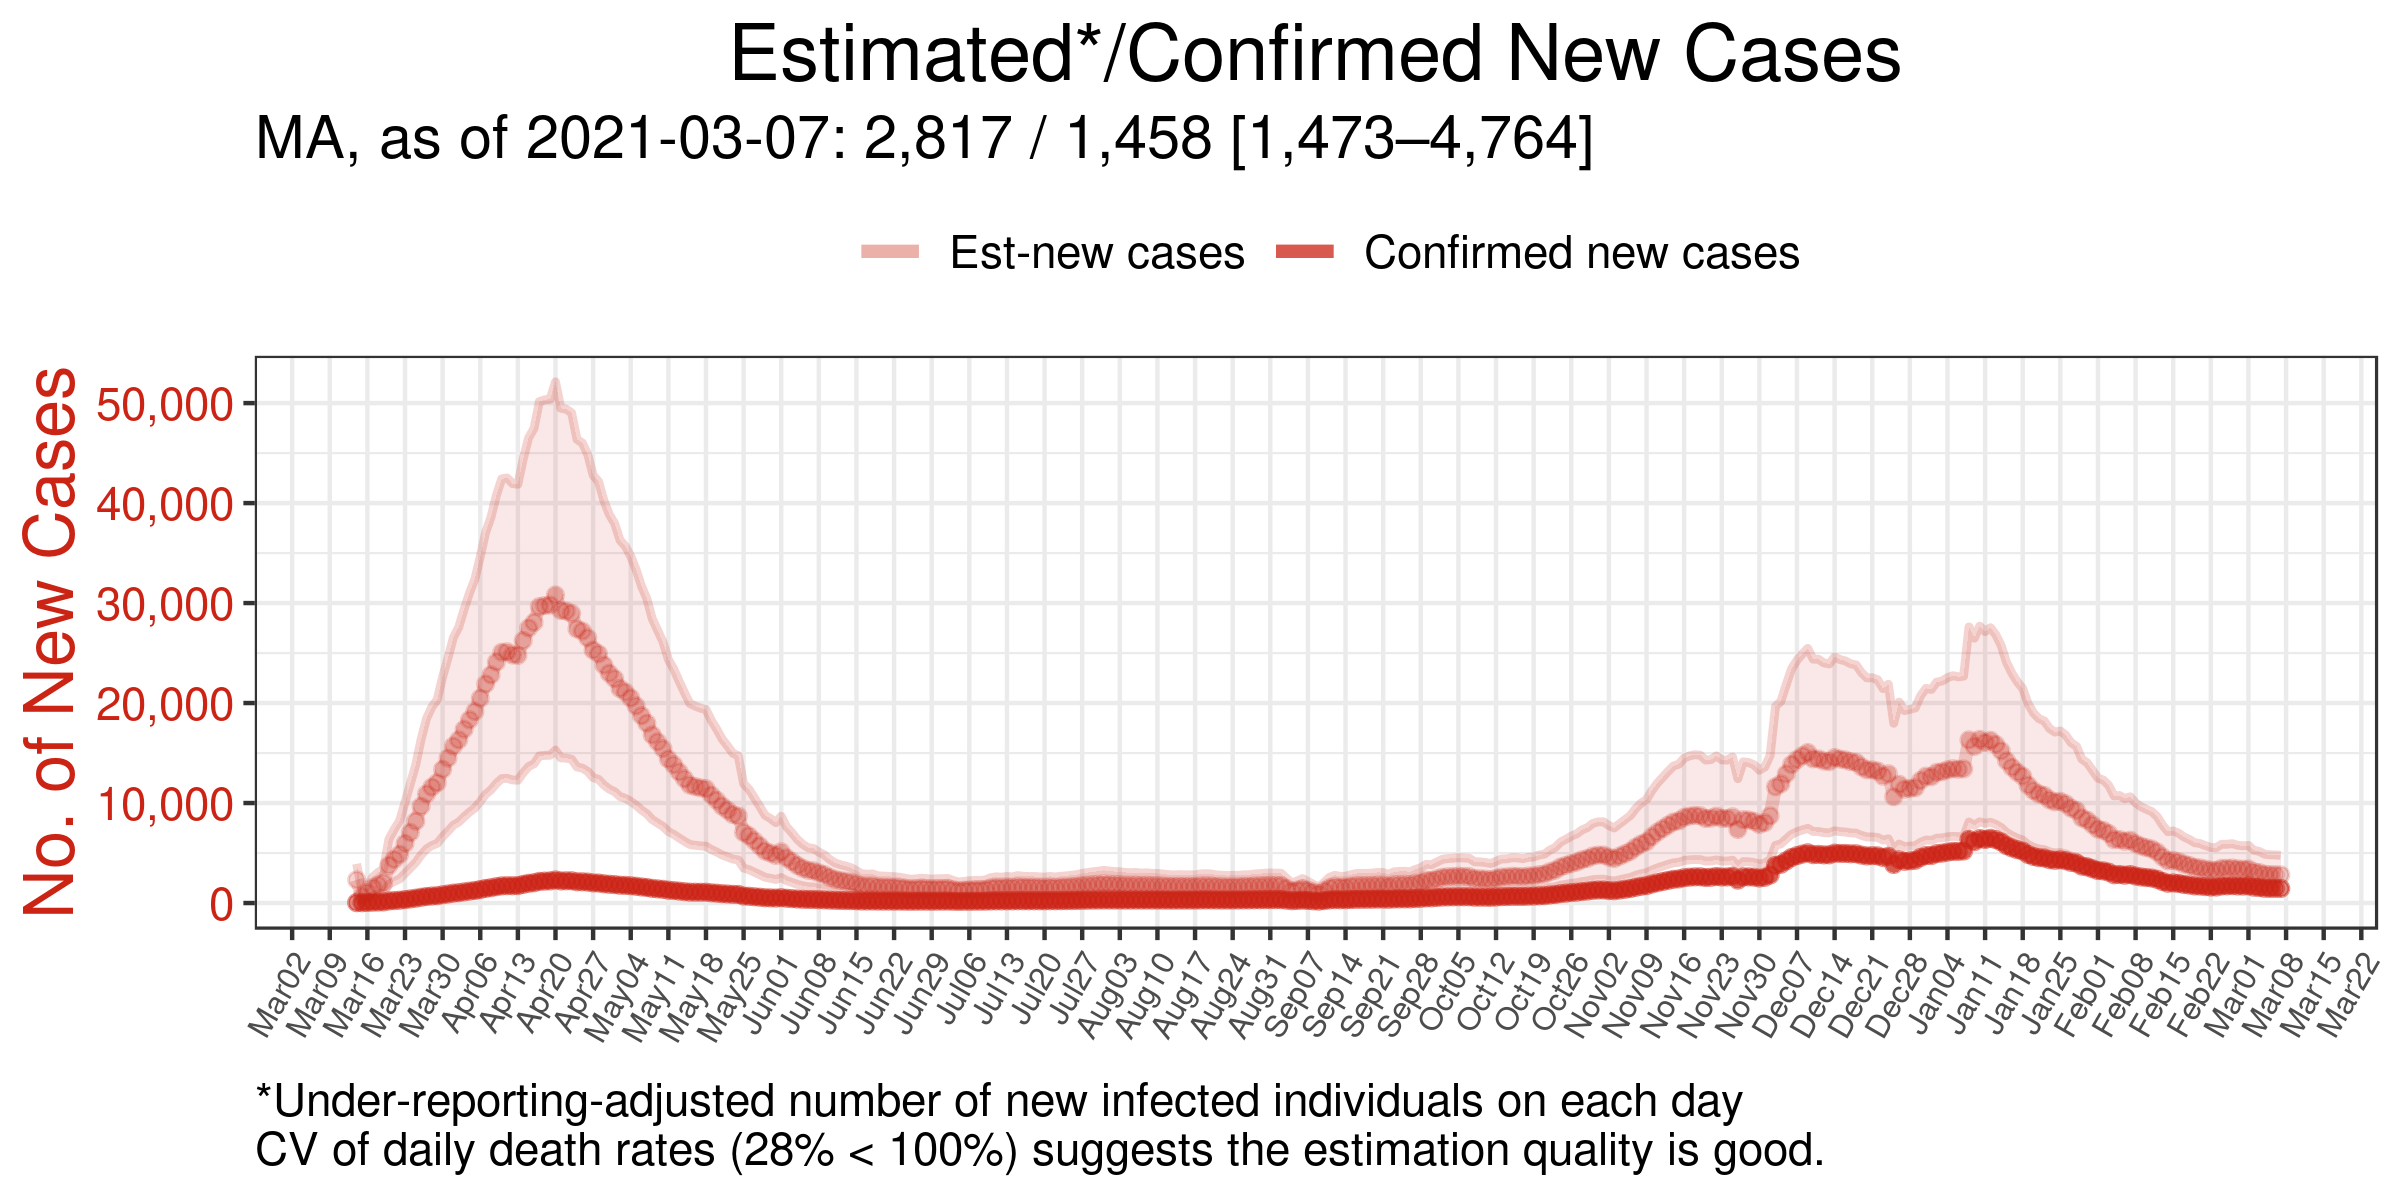 Estimated*/Confirmed New Cases
MA, as of 2021-03-07: 2,817 / 1,458 [1,473–4,764]
Est-new cases Confirmed new cases
No. of New Cases
50,000
40,000
30,000
20,000
10,000
0
Mar02 Mar09 Mar16 Mar23 Mar30 Apr06 Apr13 Apr20 Apr27 May04 May11 May18 May25 Jun01 Jun08 Jun15 Jun22 Jun29 Jul06 Jul13 Jul20 Jul27 Aug03 Aug10 Aug17 Aug24 Aug31 Sep07 Sep14 Sep21 Sep28 Oct05 Oct12 Oct19 Oct26 Nov02 Nov09 Nov16 Nov23 Nov30 Dec07 Dec14 Dec21 Dec28 Jan04 Jan11 Jan18 Jan25 Feb01 Feb08 Feb15 Feb22 Mar01 Mar08 Mar15 Mar22
*Under-reporting-adjusted number of new infected individuals on each day
CV of daily death rates (28% < 100%) suggests the estimation quality is good.